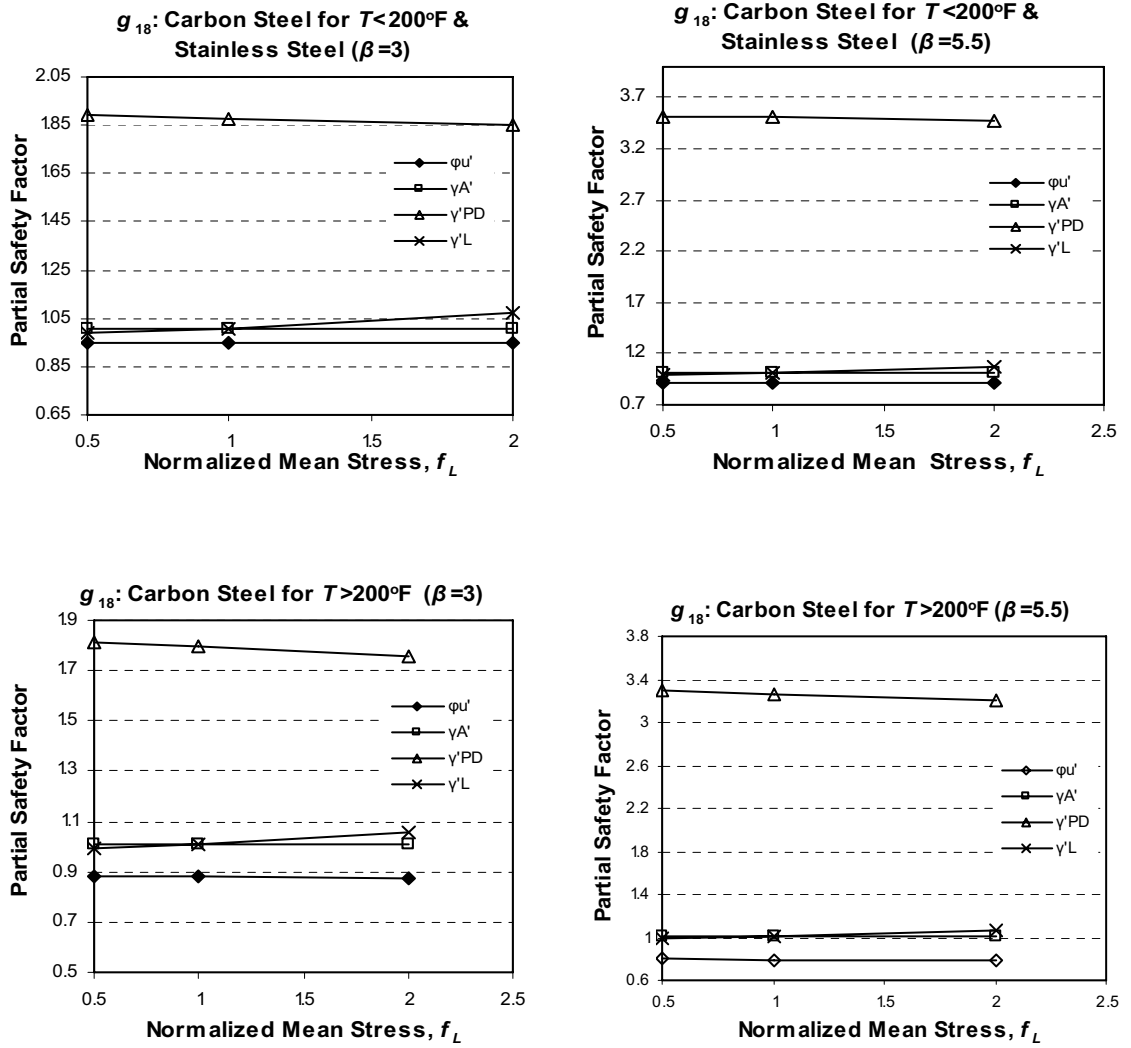 g 18: Carbon Steel for T<200°F &
Stainless Steel (β=3)
Partial Safety Factor
2.05
1.85
1.65
1.45
1.25
1.05
0.85
0.65
0.5
1
1.5
2
Normalized Mean Stress, f L
φu'
γA'
γ'PD
γ'L
g 18: Carbon Steel for T<200°F &
Stainless Steel (β=5.5)
Partial Safety Factor
3.7
3.2
2.7
2.2
1.7
1.2
0.7
0.5
1
1.5
2
2.5
Normalized Mean Stress, f L
φu'
γA'
γ'PD
γ'L
g 18: Carbon Steel for T>200°F (β=3)
Partial Safety Factor
1.9
1.7
1.5
1.3
1.1
0.9
0.7
0.5
0.5
1
1.5
2
2.5
Normalized Mean Stress, f L
φu'
γA'
γ'PD
γ'L
g 18: Carbon Steel for T>200°F (β=5.5)
Partial Safety Factor
3.8
3.4
3
2.6
2.2
1.8
1.4
1
0.6
0.5
1
1.5
2
2.5
Normalized Mean Stress, f L
φu'
γA'
γ'PD
γ'L